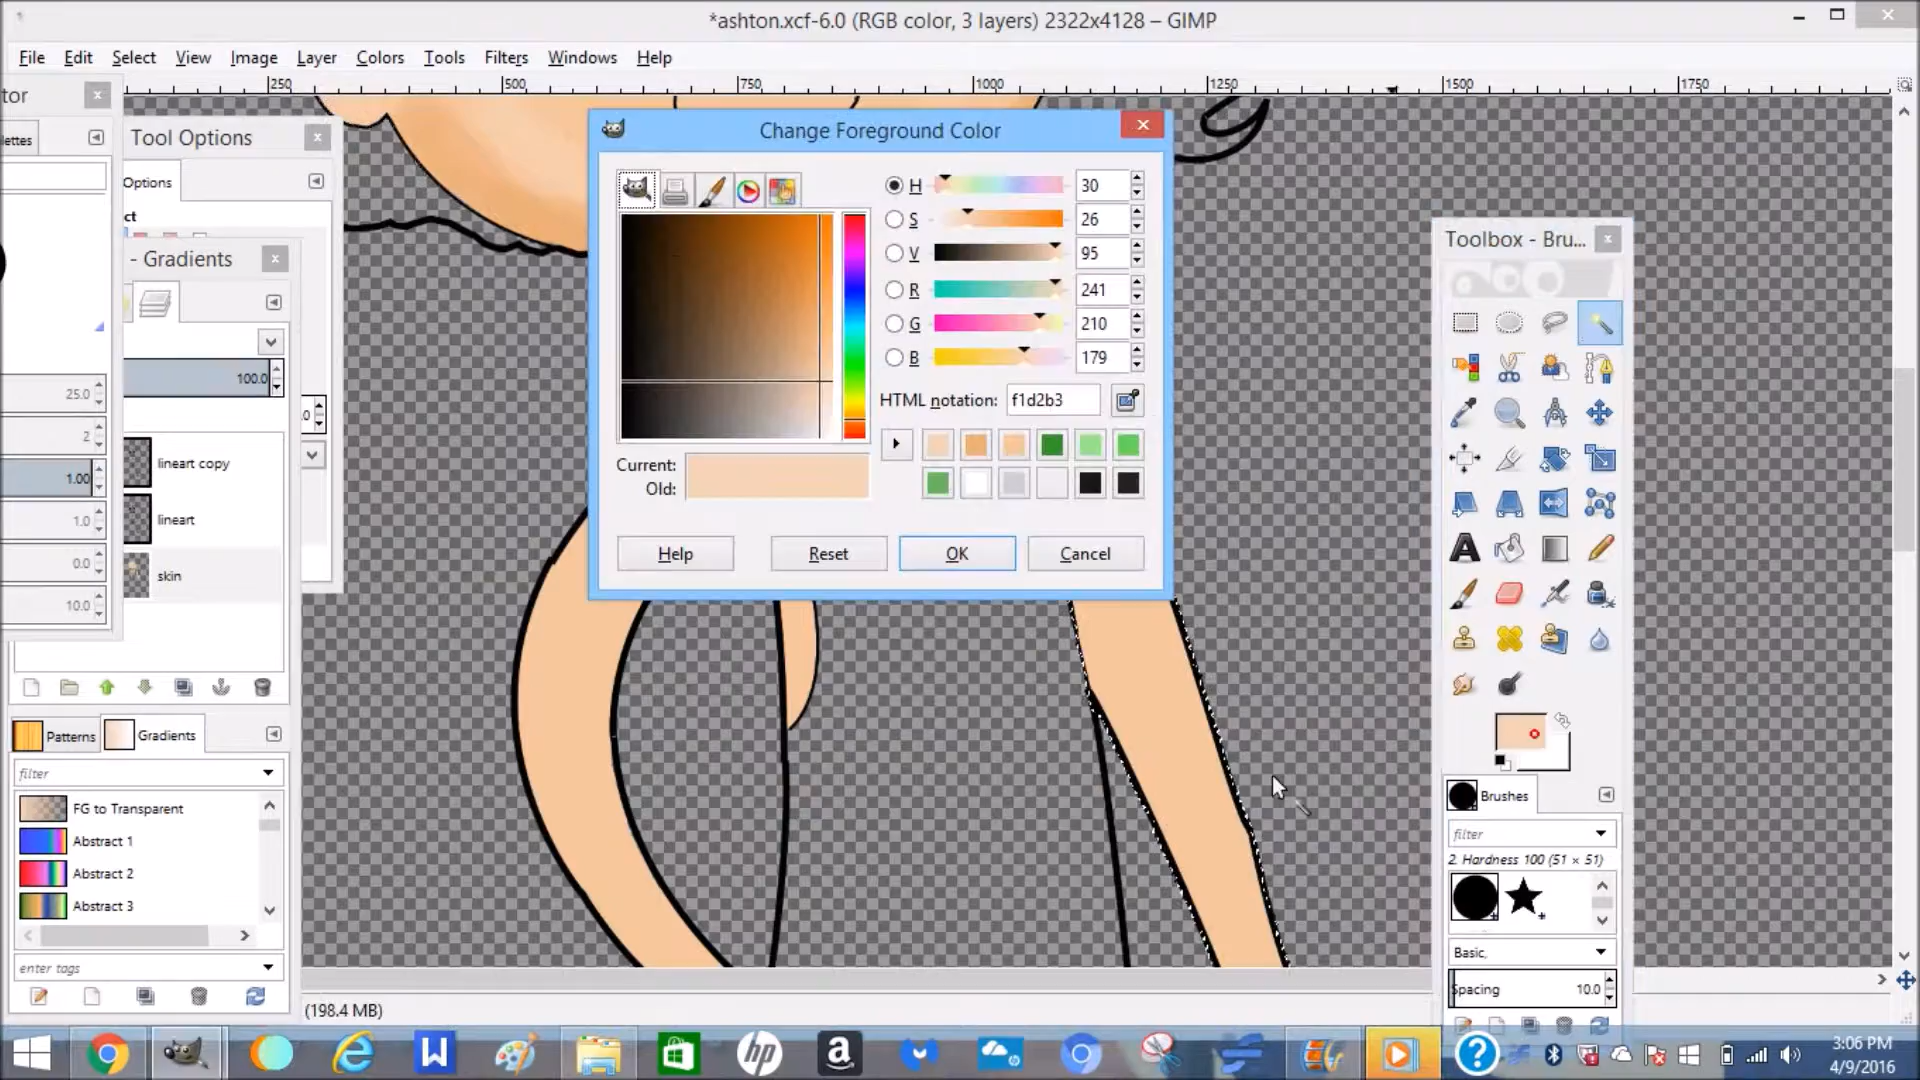 *ashton.xcf-6.0 (RGB color, 3 layers) 2322x4128 – GIMP
File Edit Select View Image Layer Colors Tools Filters Windows Help
250 500 750 1000 1250 1500 1750
tor
Tool Options
Options
ct
- Gradients
100.0
25.0
2
1.00
1.0
0.0
10.0
lineart copy
lineart
skin
Patterns Gradients
filter
FG to Transparent
Abstract 1
Abstract 2
Abstract 3
enter tags
Change Foreground Color
H 30
S 26
V 95
R 241
G 210
B 179
HTML notation: f1d2b3
Current:
Old:
Help Reset OK Cancel
Toolbox - Bru...
Brushes
filter
2. Hardness 100 (51 × 51)
Basic,
Spacing 10.0
(198.4 MB)
3:06 PM
4/9/2016